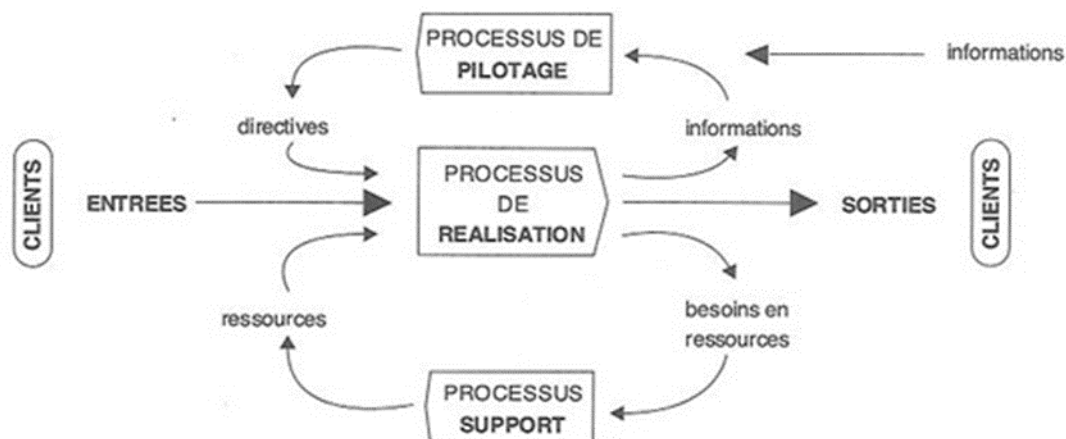 PROCESSUS DE
PILOTAGE
informations
directives
informations
CLIENTS
ENTREES
PROCESSUS
DE
REALISATION
SORTIES
CLIENTS
ressources
besoins en
ressources
PROCESSUS
SUPPORT